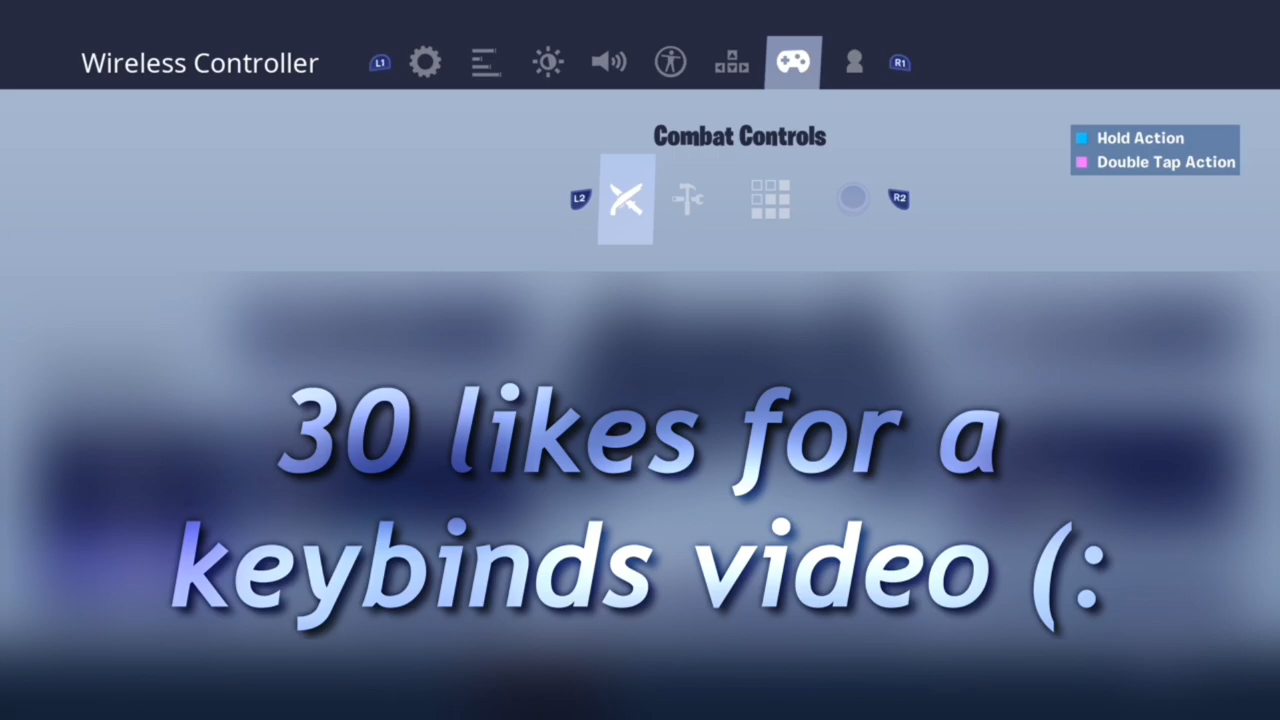 Wireless Controller
L1
R1
Combat Controls
Hold Action
Double Tap Action
L2
R2
30 likes for a
keybinds video (: